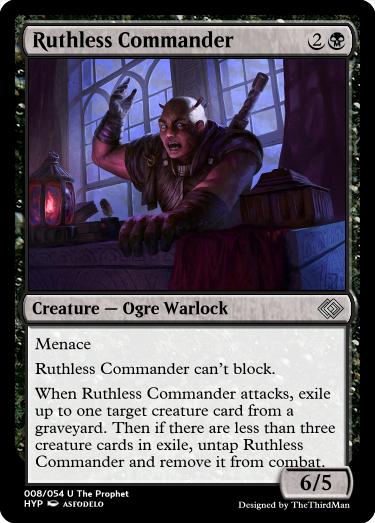 Ruthless Commander 2
Creature — Ogre Warlock
Menace
Ruthless Commander can't block.
When Ruthless Commander attacks, exile
up to one target creature card from a
graveyard. Then if there are less than three
creature cards in exile, untap Ruthless
Commander and remove it from combat.
6/5
008/054 U The Prophet
HYP ASFODELO
Designed by TheThirdMan